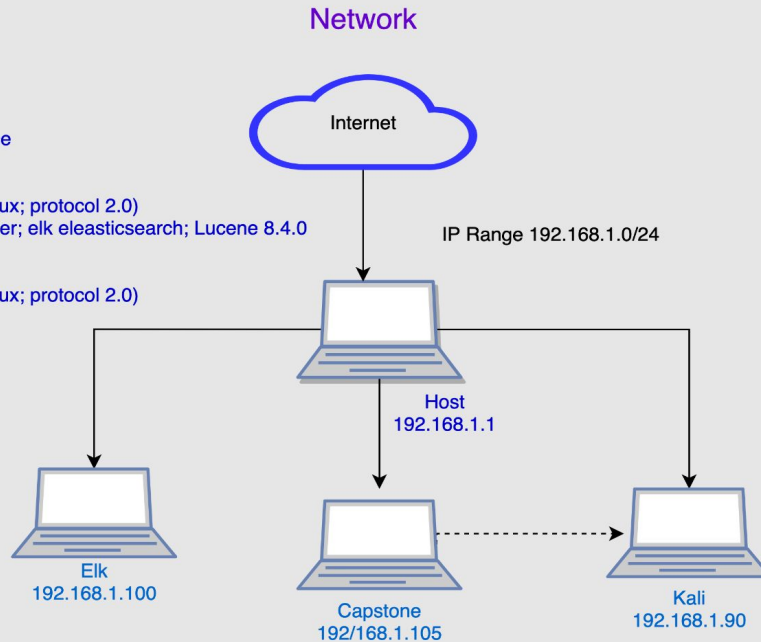 Network
Internet
e
ux; protocol 2.0)
er; elk eleasticsearch; Lucene 8.4.0
IP Range 192.168.1.0/24
ux; protocol 2.0)
Host
192.168.1.1
Elk
192.168.1.100
Capstone
192/168.1.105
Kali
192.168.1.90